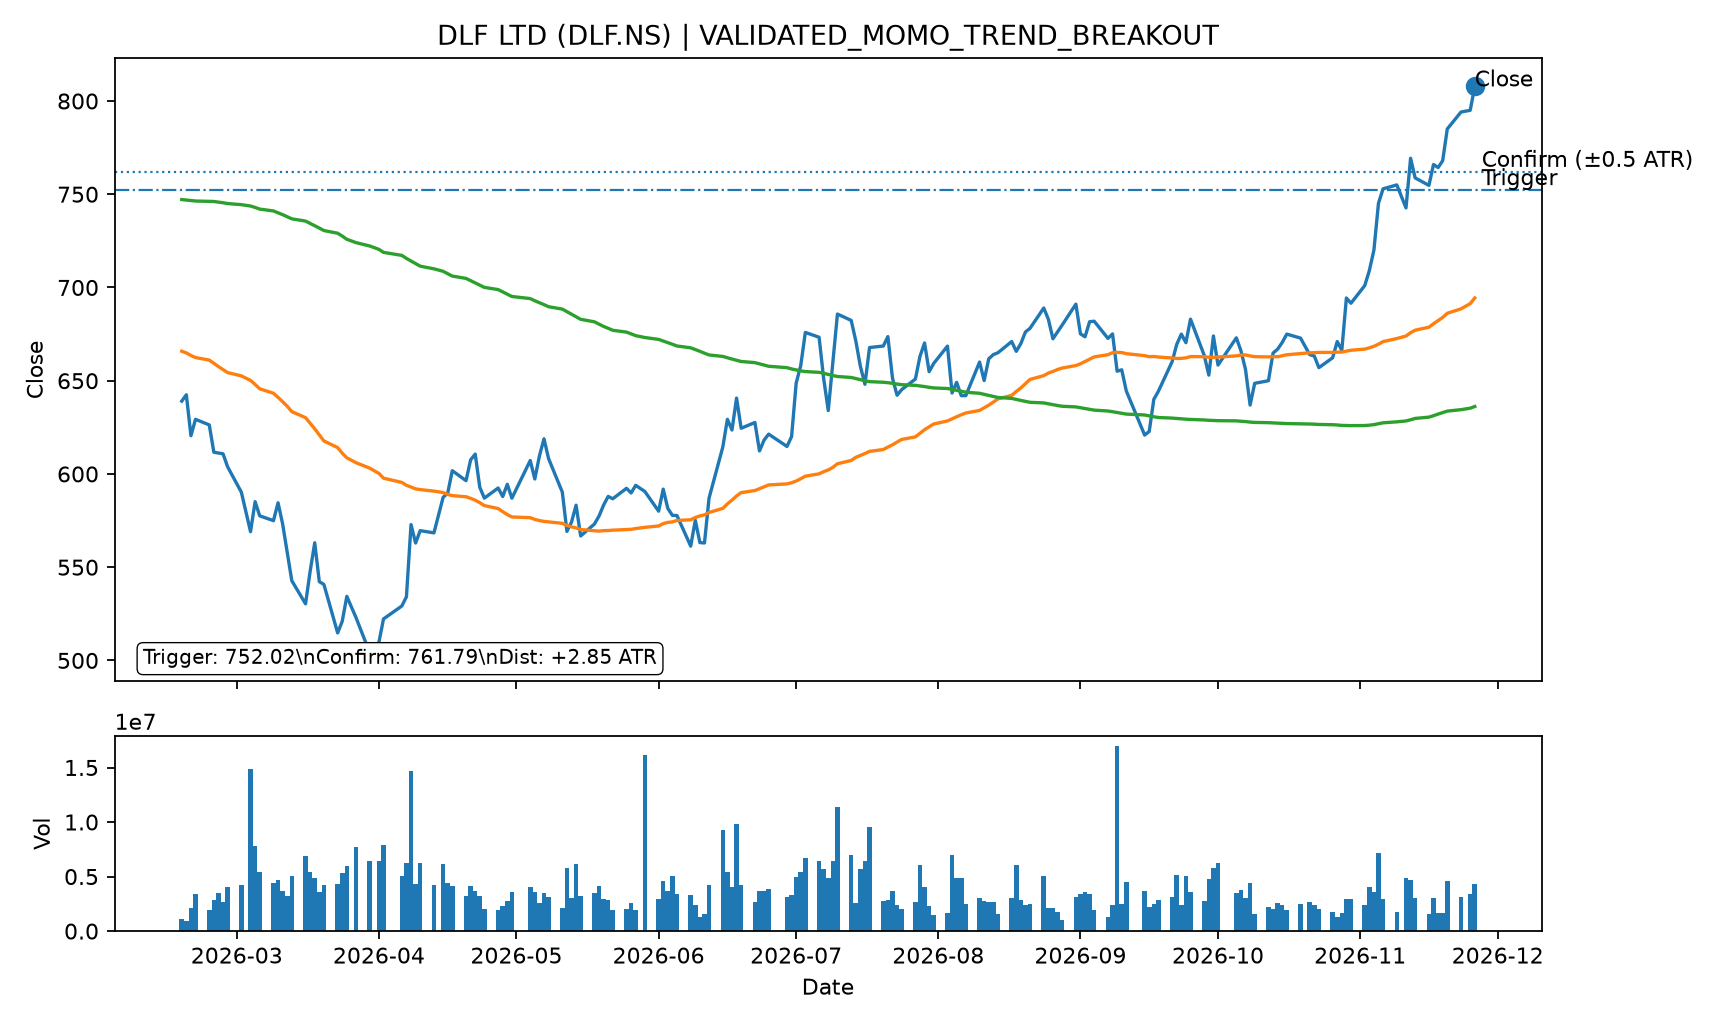 DLF LTD (DLF.NS) | VALIDATED_MOMO_TREND_BREAKOUT
Close
800
750
700
650
600
550
500
Close
Confirm (±0.5 ATR)
Trigger
Trigger: 752.02\nConfirm: 761.79\nDist: +2.85 ATR
1e7
Vol
1.5
1.0
0.5
0.0
2026-03 2026-04 2026-05 2026-06 2026-07 2026-08 2026-09 2026-10 2026-11 2026-12
Date